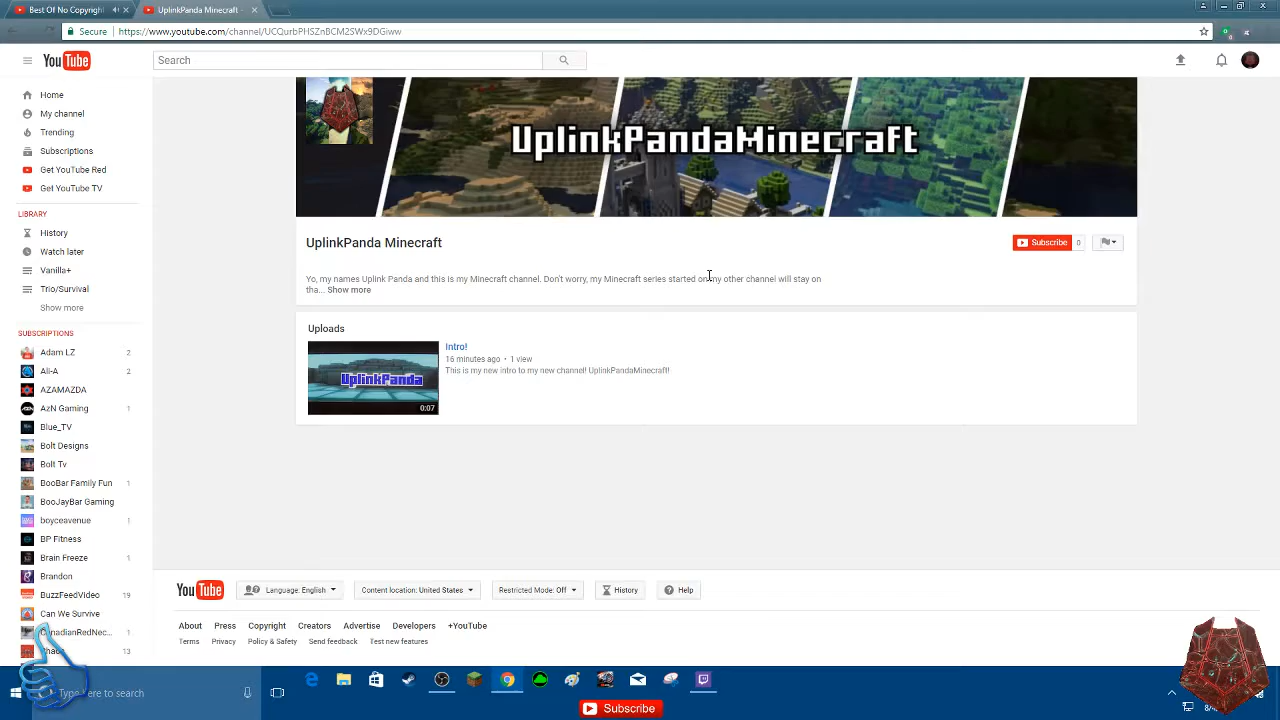 Best Of No Copyright
UplinkPanda Minecraft -
Secure
https://www.youtube.com/channel/UCQurbPHSZnBCM2SWx9DGiww
YouTube
Search
Home
My channel
Trending
Subscriptions
Get YouTube Red
Get YouTube TV
LIBRARY
History
Watch later
Vanilla+
Trio/Survival
Show more
SUBSCRIPTIONS
Adam LZ 2
Ali-A 2
AZAMAZDA
AzN Gaming 1
Blue_TV
Bolt Designs
Bolt Tv
BooBar Family Fun 1
BooJayBar Gaming
boyceavenue 1
BP Fitness
Brain Freeze 1
Brandon
BuzzFeedVideo 19
Can We Survive
CanadianRedNec... 1
13
UplinkPandaMinecraft
UplinkPanda Minecraft
Subscribe 0
Yo, my names Uplink Panda and this is my Minecraft channel. Don't worry, my Minecraft series started on my other channel will stay on
tha... Show more
Uploads
UplinkPanda
0:07
Intro!
16 minutes ago • 1 view
This is my new intro to my new channel! UplinkPandaMinecraft!
YouTube
Language: English
Content location: United States
Restricted Mode: Off
History
Help
About Press Copyright Creators Advertise Developers +YouTube
Terms Privacy Policy & Safety Send feedback Test new features
Type here to search
Subscribe